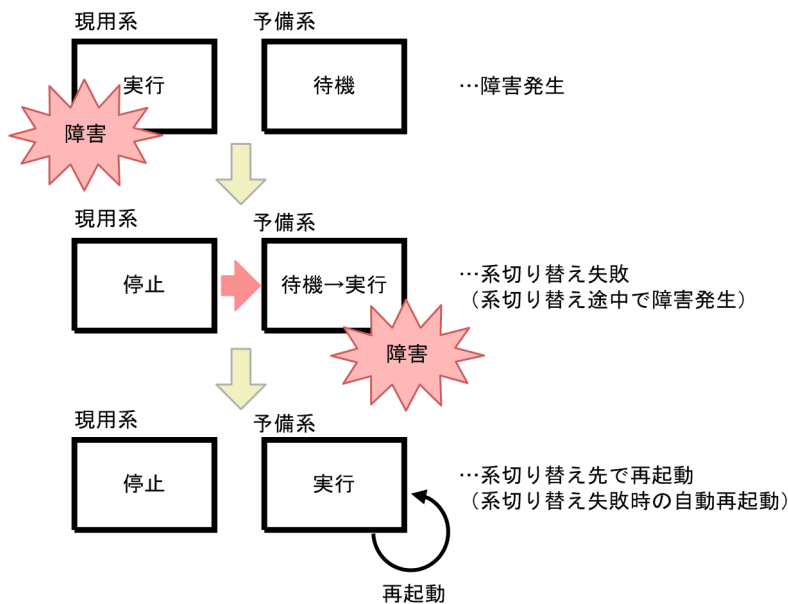 現用系
予備系
実行
待機
…障害発生
障害
現用系
予備系
停止
待機→実行
…系切り替え失敗
（系切り替え途中で障害発生）
障害
現用系
予備系
停止
実行
…系切り替え先で再起動
（系切り替え失敗時の自動再起動）
再起動